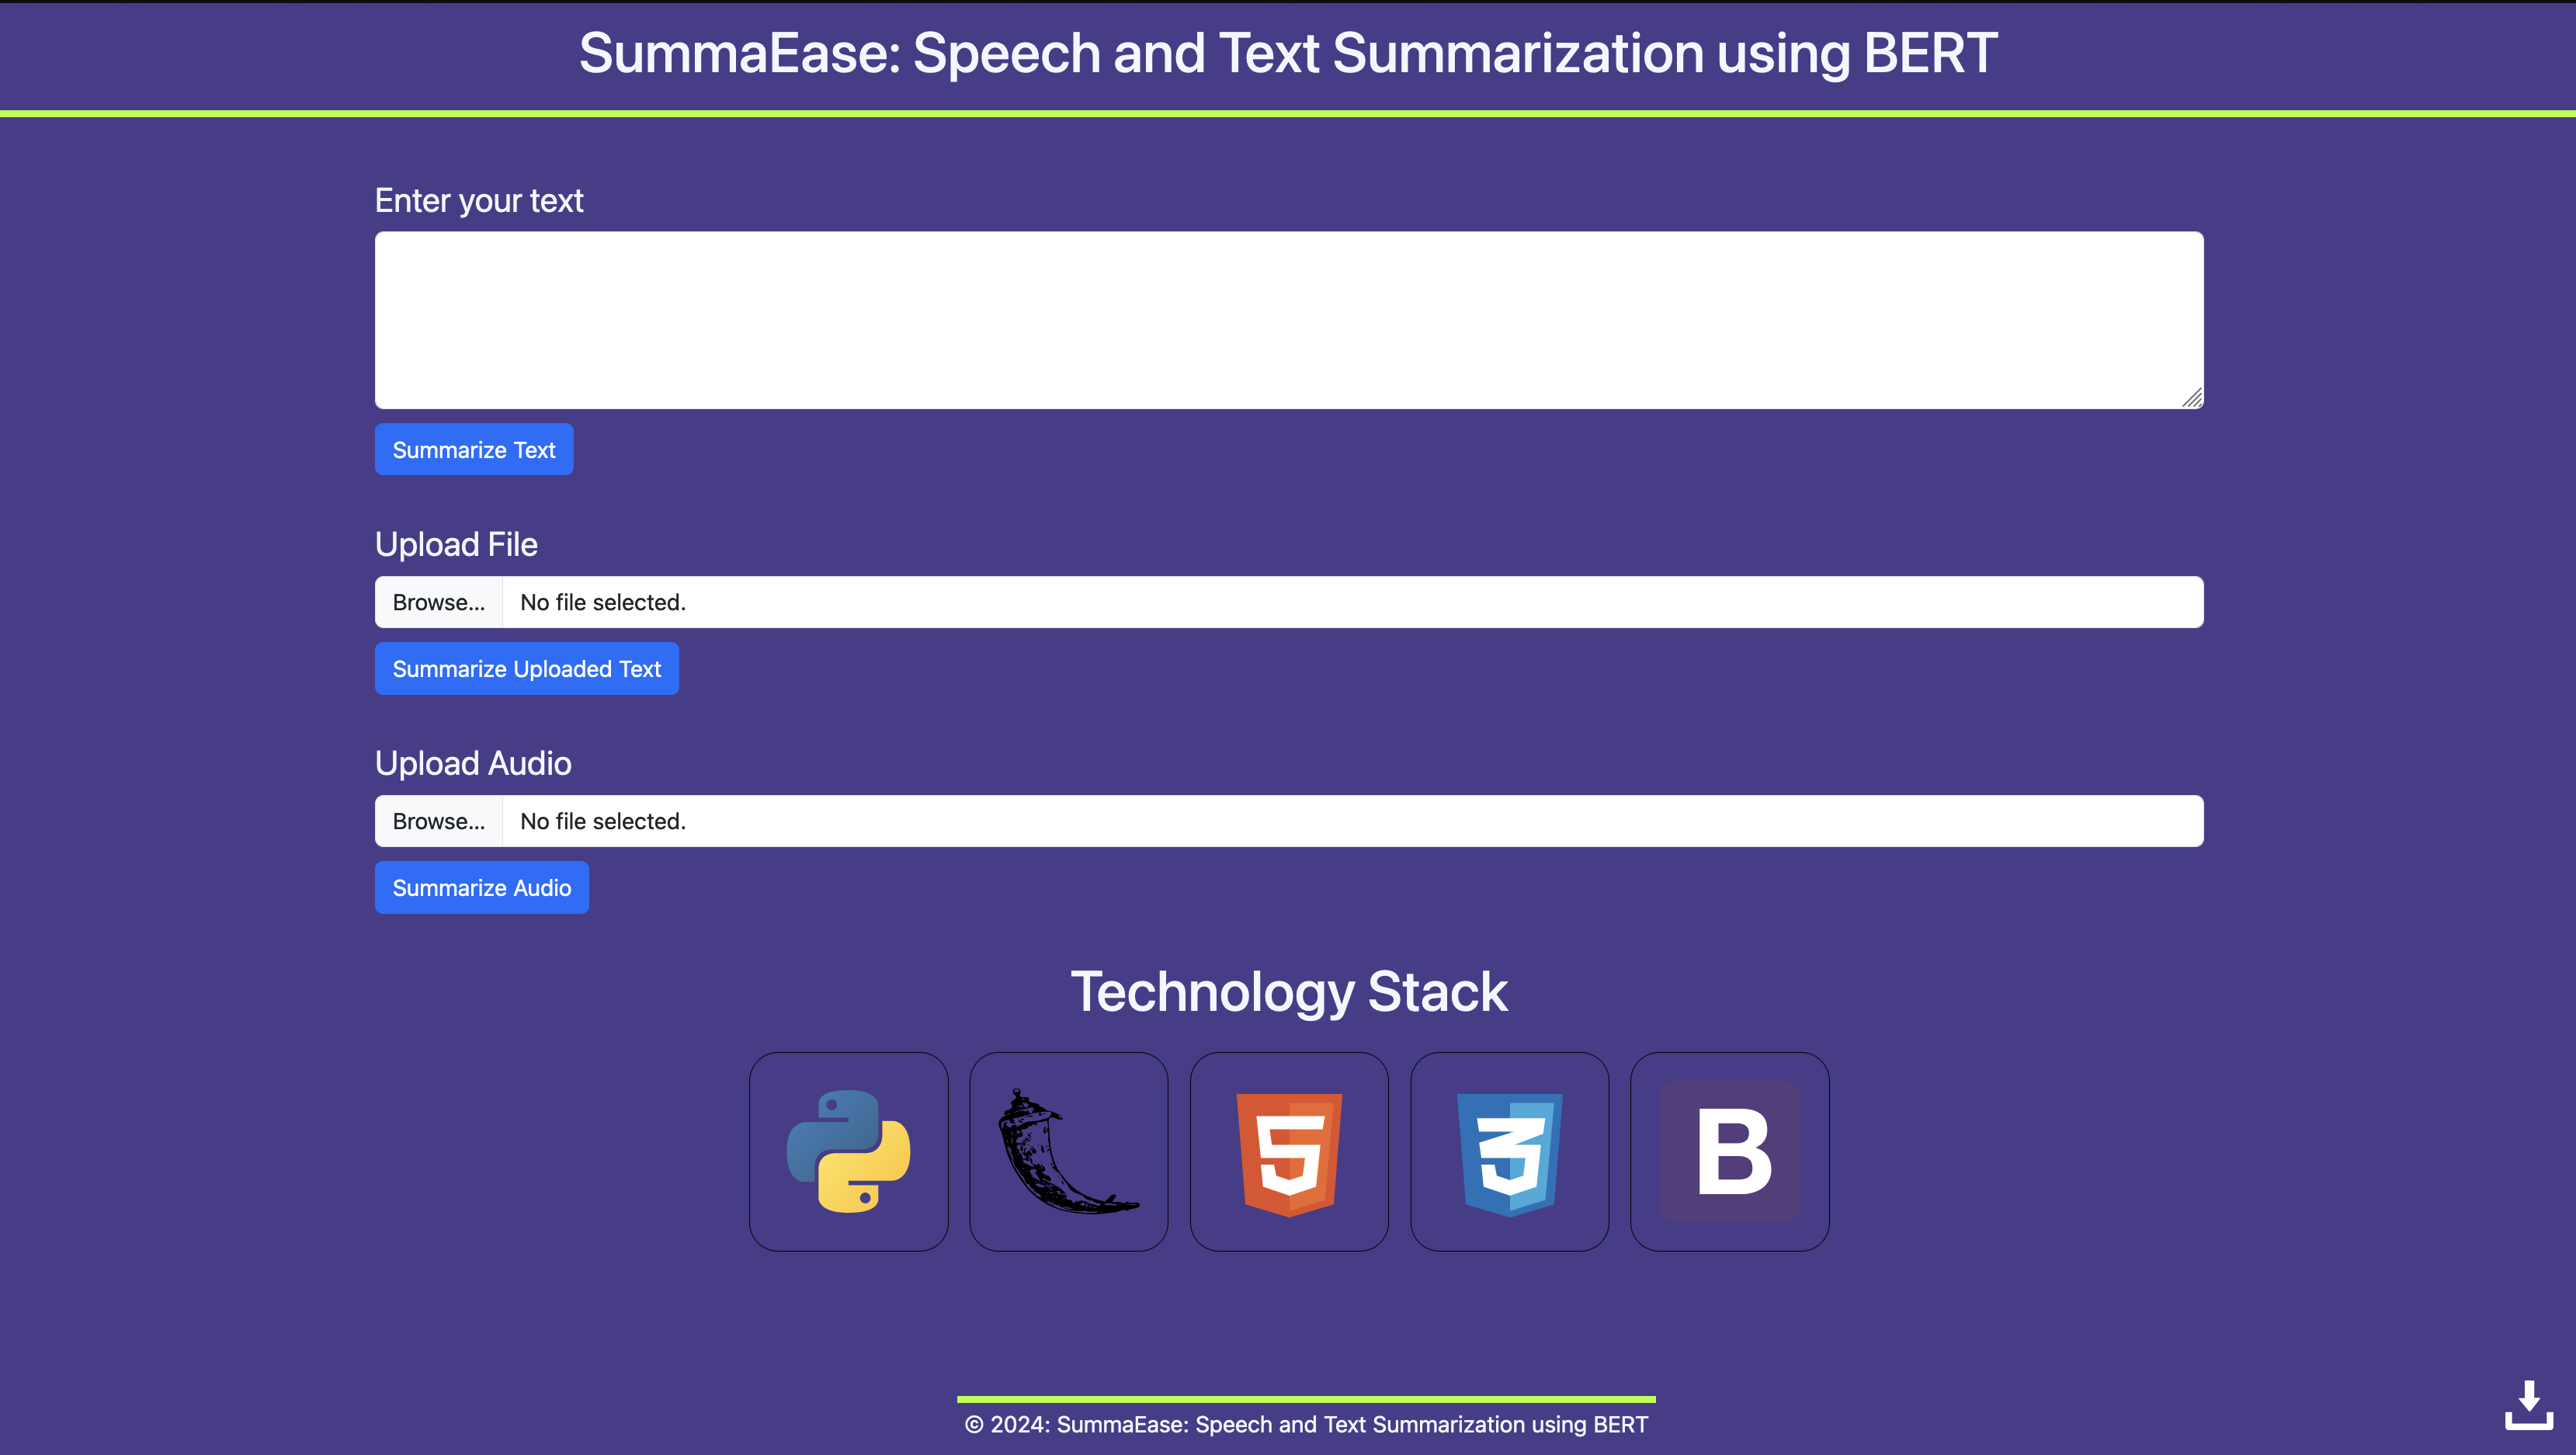 SummaEase: Speech and Text Summarization using BERT
Enter your text
Summarize Text
Upload File
Browse... No file selected.
Summarize Uploaded Text
Upload Audio
Browse... No file selected.
Summarize Audio
Technology Stack
5 3 B
© 2024: SummaEase: Speech and Text Summarization using BERT